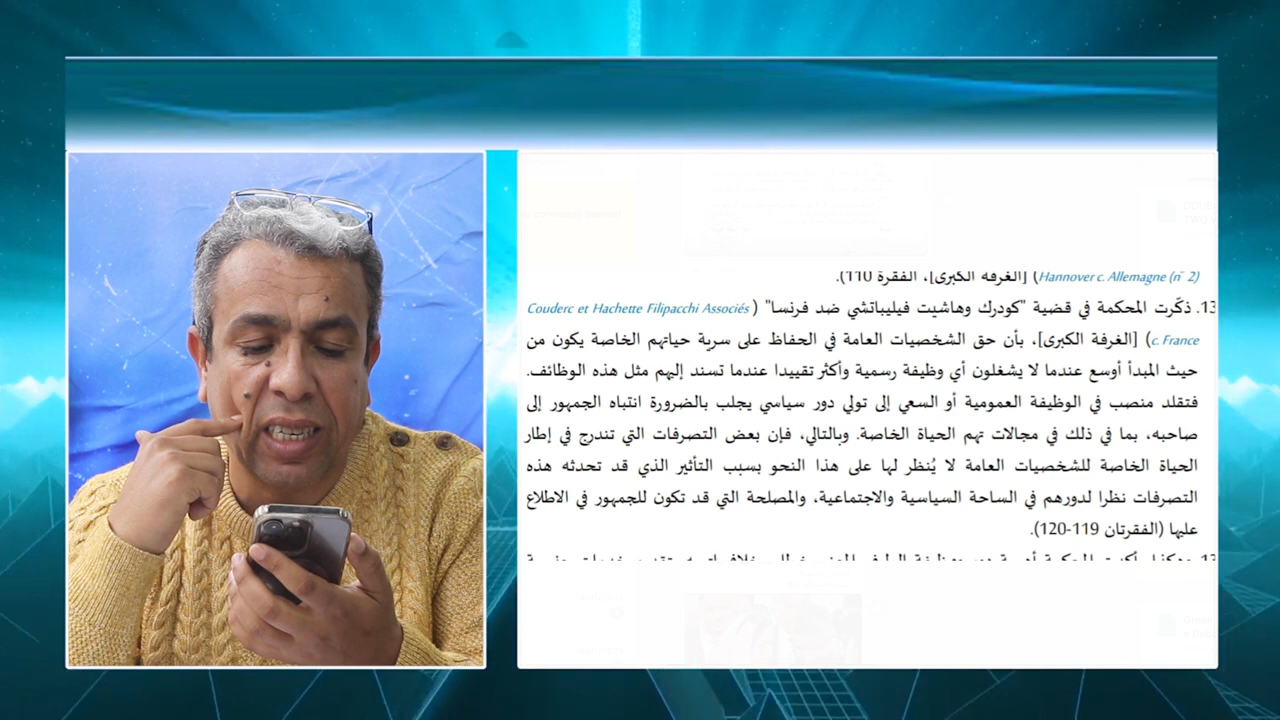 Hannover c. Allemagne (n° 2)) [الغرفة الكبرى]، الفقرة 110).
13. ذكّرت المحكمة في قضية "كودرك وهاشيت فيليباتشي ضد فرنسا" (Couderc et Hachette Filipacchi Associés
c. France) [الغرفة الكبرى]، بأن حق الشخصيات العامة في الحفاظ على سرية حياتهم الخاصة يكون من
حيث المبدأ أوسع عندما لا يشغلون أي وظيفة رسمية وأكثر تقييدا عندما تسند إليهم مثل هذه الوظائف.
فتقلد منصب في الوظيفة العمومية أو السعي إلى تولي دور سياسي يجلب بالضرورة انتباه الجمهور إلى
صاحبه، بما في ذلك في مجالات تهم الحياة الخاصة. وبالتالي، فإن بعض التصرفات التي تندرج في إطار
الحياة الخاصة للشخصيات العامة لا يُنظر لها على هذا النحو بسبب التأثير الذي قد تحدثه هذه
التصرفات نظرا لدورهم في الساحة السياسية والاجتماعية، والمصلحة التي قد تكون للجمهور في الاطلاع
عليها (الفقرتان 119-120).